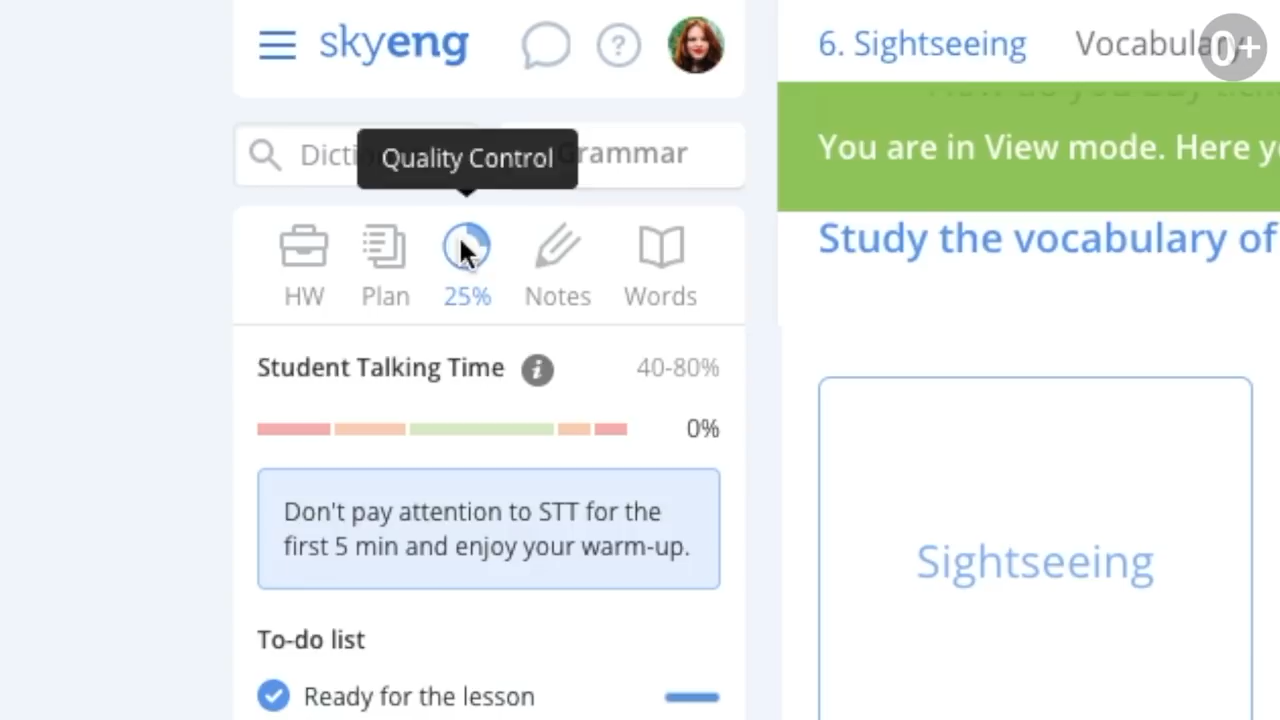 skyeng
?
6. Sightseeing
0+
Quality Control
Grammar
You are in View mode. Here
HW
Plan
25%
Notes
Words
Study the vocabulary of
Student Talking Time
i
40-80%
0%
Don't pay attention to STT for the
first 5 min and enjoy your warm-up.
Sightseeing
To-do list
Ready for the lesson